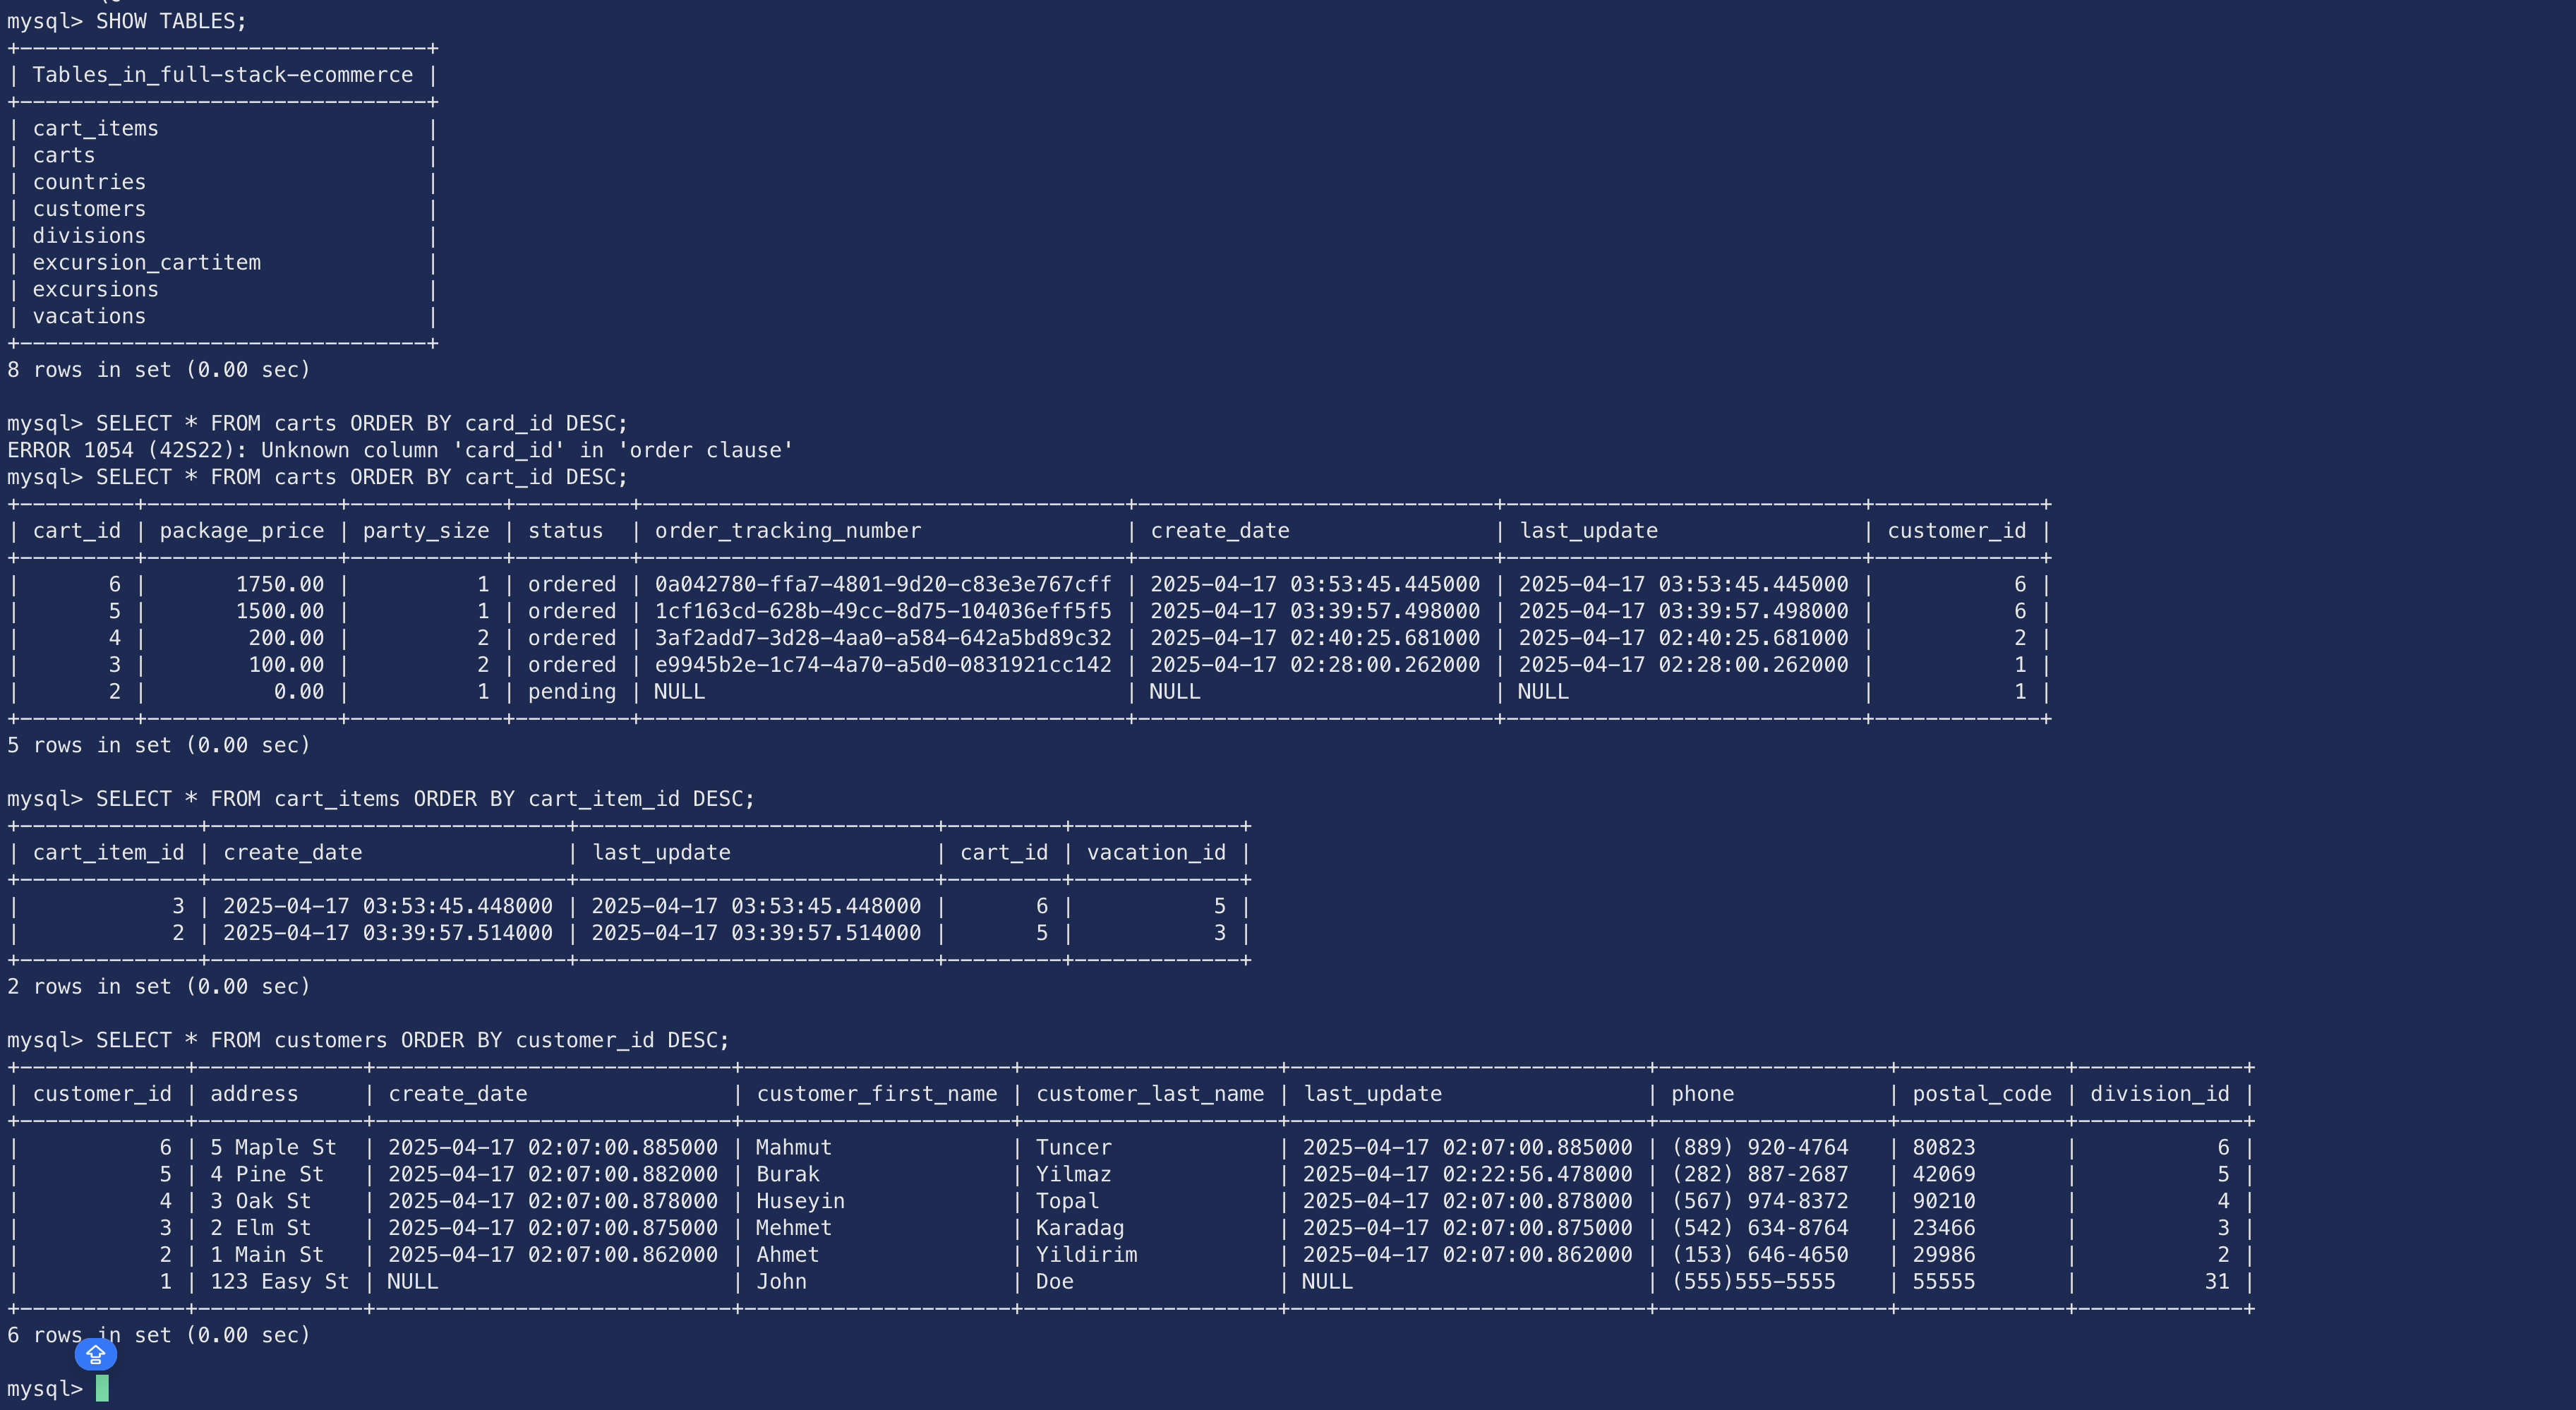 mysql> SHOW TABLES;
+--------------------------------+
| Tables_in_full-stack-ecommerce |
+--------------------------------+
| cart_items                     |
| carts                          |
| countries                      |
| customers                      |
| divisions                      |
| excursion_cartitem             |
| excursions                     |
| vacations                      |
+--------------------------------+
8 rows in set (0.00 sec)

mysql> SELECT * FROM carts ORDER BY card_id DESC;
ERROR 1054 (42S22): Unknown column 'card_id' in 'order clause'
mysql> SELECT * FROM carts ORDER BY cart_id DESC;
+---------+---------------+------------+---------+--------------------------------------+----------------------------+----------------------------+-------------+
| cart_id | package_price | party_size | status  | order_tracking_number                | create_date                | last_update                | customer_id |
+---------+---------------+------------+---------+--------------------------------------+----------------------------+----------------------------+-------------+
|       6 |       1750.00 |          1 | ordered | 0a042780-ffa7-4801-9d20-c83e3e767cff | 2025-04-17 03:53:45.445000 | 2025-04-17 03:53:45.445000 |           6 |
|       5 |       1500.00 |          1 | ordered | 1cf163cd-628b-49cc-8d75-104036eff5f5 | 2025-04-17 03:39:57.498000 | 2025-04-17 03:39:57.498000 |           6 |
|       4 |        200.00 |          2 | ordered | 3af2add7-3d28-4aa0-a584-642a5bd89c32 | 2025-04-17 02:40:25.681000 | 2025-04-17 02:40:25.681000 |           2 |
|       3 |        100.00 |          2 | ordered | e9945b2e-1c74-4a70-a5d0-0831921cc142 | 2025-04-17 02:28:00.262000 | 2025-04-17 02:28:00.262000 |           1 |
|       2 |          0.00 |          1 | pending | NULL                                 | NULL                       | NULL                       |           1 |
+---------+---------------+------------+---------+--------------------------------------+----------------------------+----------------------------+-------------+
5 rows in set (0.00 sec)

mysql> SELECT * FROM cart_items ORDER BY cart_item_id DESC;
+--------------+----------------------------+----------------------------+---------+-------------+
| cart_item_id | create_date                | last_update                | cart_id | vacation_id |
+--------------+----------------------------+----------------------------+---------+-------------+
|            3 | 2025-04-17 03:53:45.448000 | 2025-04-17 03:53:45.448000 |       6 |           5 |
|            2 | 2025-04-17 03:39:57.514000 | 2025-04-17 03:39:57.514000 |       5 |           3 |
+--------------+----------------------------+----------------------------+---------+-------------+
2 rows in set (0.00 sec)

mysql> SELECT * FROM customers ORDER BY customer_id DESC;
+-------------+-------------+----------------------------+---------------------+--------------------+----------------------------+----------------+-------------+-------------+
| customer_id | address     | create_date                | customer_first_name | customer_last_name | last_update                | phone          | postal_code | division_id |
+-------------+-------------+----------------------------+---------------------+--------------------+----------------------------+----------------+-------------+-------------+
|           6 | 5 Maple St  | 2025-04-17 02:07:00.885000 | Mahmut              | Tuncer             | 2025-04-17 02:07:00.885000 | (889) 920-4764 | 80823       |           6 |
|           5 | 4 Pine St   | 2025-04-17 02:07:00.882000 | Burak               | Yilmaz             | 2025-04-17 02:22:56.478000 | (282) 887-2687 | 42069       |           5 |
|           4 | 3 Oak St    | 2025-04-17 02:07:00.878000 | Huseyin             | Topal              | 2025-04-17 02:07:00.878000 | (567) 974-8372 | 90210       |           4 |
|           3 | 2 Elm St    | 2025-04-17 02:07:00.875000 | Mehmet              | Karadag            | 2025-04-17 02:07:00.875000 | (542) 634-8764 | 23466       |           3 |
|           2 | 1 Main St   | 2025-04-17 02:07:00.862000 | Ahmet               | Yildirim           | 2025-04-17 02:07:00.862000 | (153) 646-4650 | 29986       |           2 |
|           1 | 123 Easy St | NULL                       | John                | Doe                | NULL                       | (555)555-5555  | 55555       |          31 |
+-------------+-------------+----------------------------+---------------------+--------------------+----------------------------+----------------+-------------+-------------+
6 rows in set (0.00 sec)

mysql>